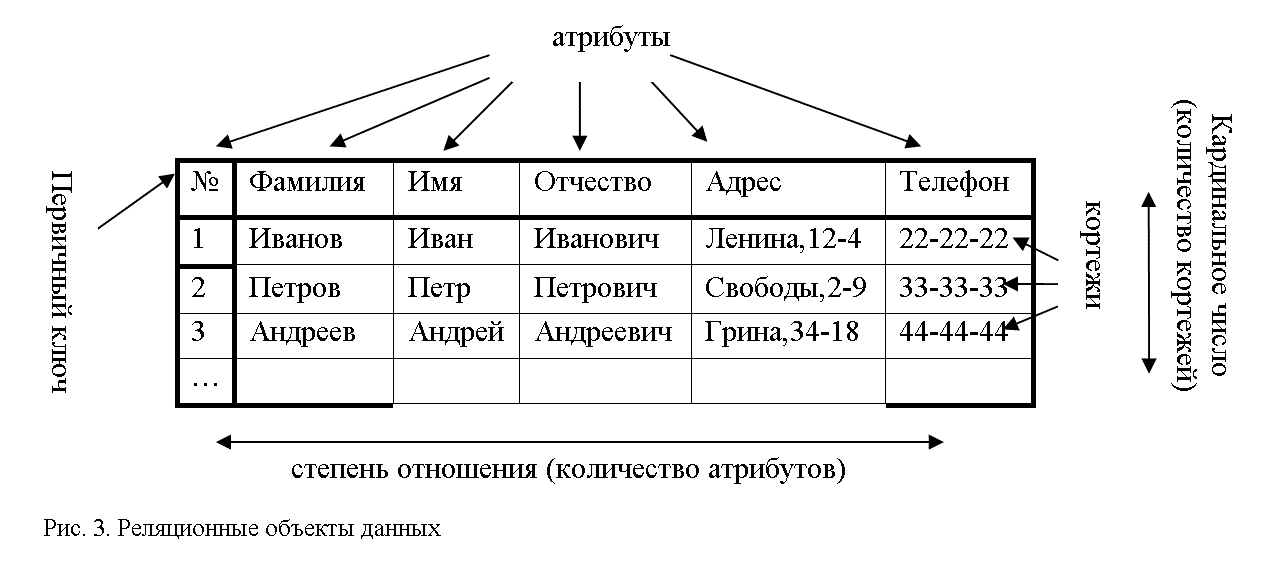 атрибуты
Первичный ключ
№ Фамилия Имя Отчество Адрес Телефон
1 Иванов Иван Иванович Ленина,12-4 22-22-22
2 Петров Петр Петрович Свободы,2-9 33-33-33
3 Андреев Андрей Андреевич Грина,34-18 44-44-44
…
кортежи
Кардинальное число
(количество кортежей)
степень отношения (количество атрибутов)
Рис. 3. Реляционные объекты данных